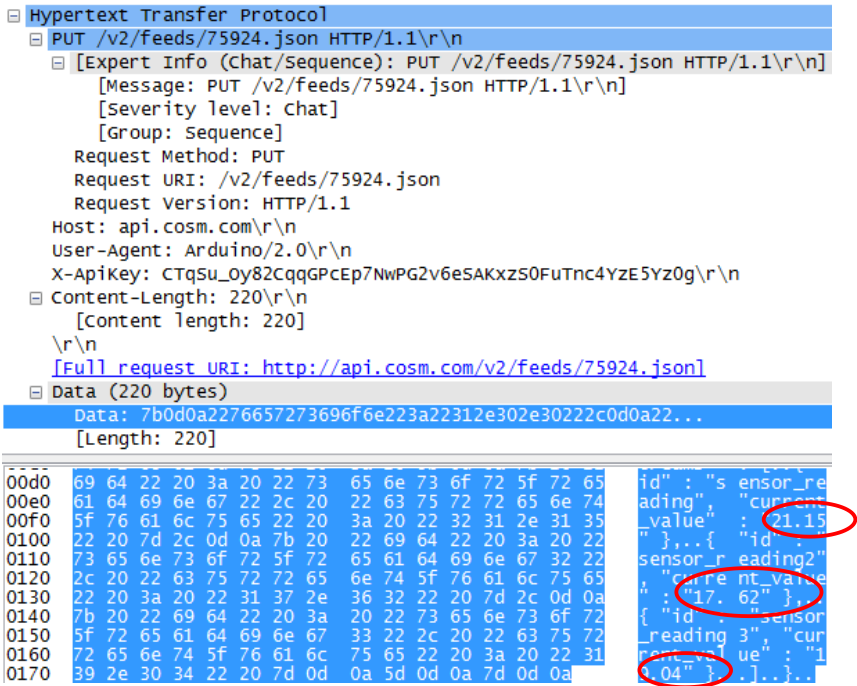 Hypertext Transfer Protocol
PUT /v2/feeds/75924.json HTTP/1.1\r\n
[Expert Info (Chat/Sequence): PUT /v2/feeds/75924.json HTTP/1.1\r\n]
[Message: PUT /v2/feeds/75924.json HTTP/1.1\r\n]
[Severity level: Chat]
[Group: Sequence]
Request Method: PUT
Request URI: /v2/feeds/75924.json
Request Version: HTTP/1.1
Host: api.cosm.com\r\n
User-Agent: Arduino/2.0\r\n
X-ApiKey: CTqSu_Oy82CqqGPcEp7NwPG2v6eSAKxzS0FuTnc4YzE5Yz0g\r\n
Content-Length: 220\r\n
[Content length: 220]
\r\n
[Full request URI: http://api.cosm.com/v2/feeds/75924.json]
Data (220 bytes)
Data: 7b0d0a2276657273696f6e223a22312e302e30222c0d0a22...
[Length: 220]
00d0 69 64 22 20 3a 20 22 73 65 6e 73 6f 72 5f 72 65 id" : "s ensor_re
00e0 61 64 69 6e 67 22 2c 20 22 63 75 72 72 65 6e 74 ading", "current
00f0 5f 76 61 6c 75 65 22 20 3a 20 22 32 31 2e 31 35 _value" : "21.15
0100 22 20 7d 2c 0d 0a 7b 20 22 69 64 22 20 3a 20 22 " },..{ "id" : "
0110 73 65 6e 73 6f 72 5f 72 65 61 64 69 6e 67 32 22 sensor_r eading2"
0120 2c 20 22 63 75 72 72 65 6e 74 5f 76 61 6c 75 65 , "curre nt_value
0130 22 20 3a 20 22 31 37 2e 36 32 22 20 7d 2c 0d 0a " : "17. 62" },..
0140 7b 20 22 69 64 22 20 3a 20 22 73 65 6e 73 6f 72 { "id" : "sensor
0150 5f 72 65 61 64 69 6e 67 33 22 2c 20 22 63 75 72 _reading 3", "cur
0160 72 65 6e 74 5f 76 61 6c 75 65 22 20 3a 20 22 31 rent_val ue" : "1
0170 39 2e 30 34 22 20 7d 0d 0a 5d 0d 0a 7d 0d 0a 9.04" }. .]..}..